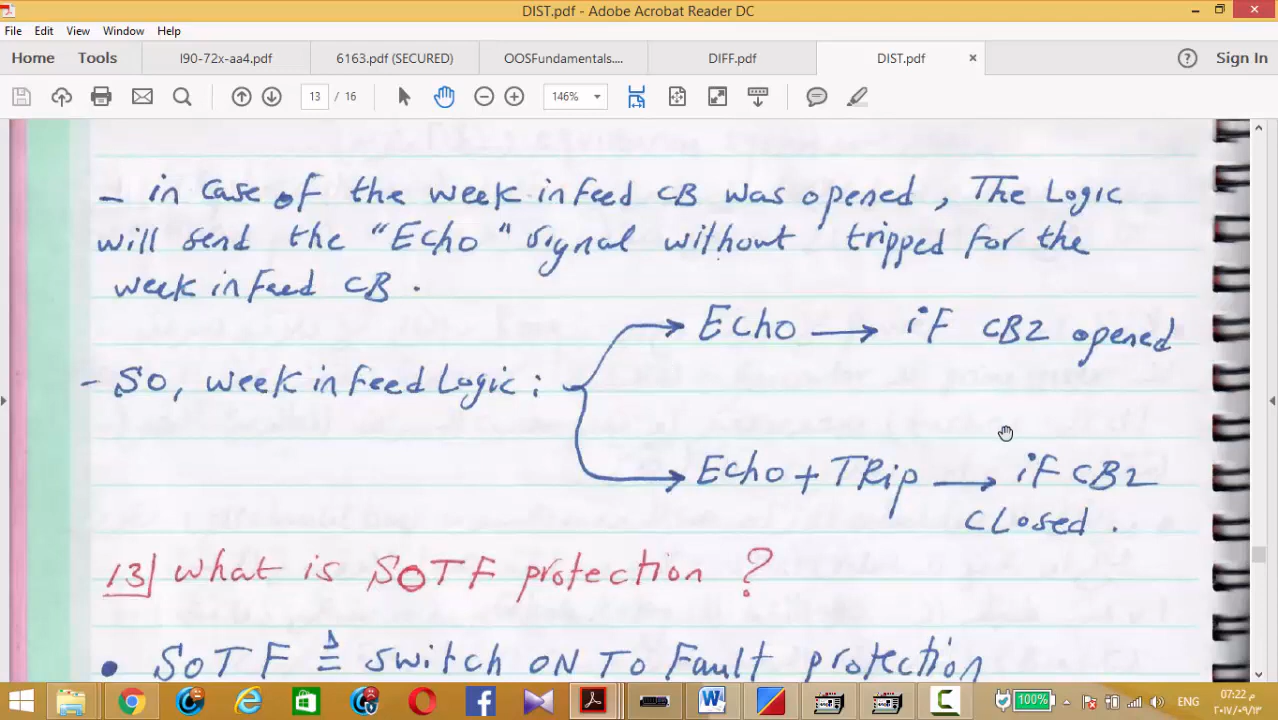 DIST.pdf - Adobe Acrobat Reader DC
File Edit View Window Help
Home Tools I90-72x-aa4.pdf 6163.pdf (SECURED) OOSFundamentals.... DIFF.pdf DIST.pdf × Sign In
13 / 16 146%
- in case of the week infeed CB was opened, The Logic
will send the "Echo" signal without tripped for the
week infeed CB.
Echo → if CB2 opened
- So, week infeed Logic:
Echo + TRip → if CB2
closed.
13| what is SOTF protection ?
• SOTF ≜ switch ON TO Fault protection
100% ENG 07:22 م
٢٠١٧/٠٩/١٣